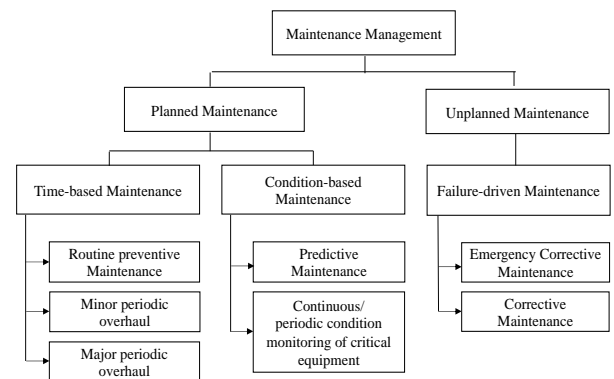 Maintenance Management
Planned Maintenance
Unplanned Maintenance
Time-based Maintenance
Condition-based
Maintenance
Failure-driven Maintenance
Routine preventive
Maintenance
Minor periodic
overhaul
Major periodic
overhaul
Predictive
Maintenance
Continuous/
periodic condition
monitoring of critical
equipment
Emergency Corrective
Maintenance
Corrective
Maintenance